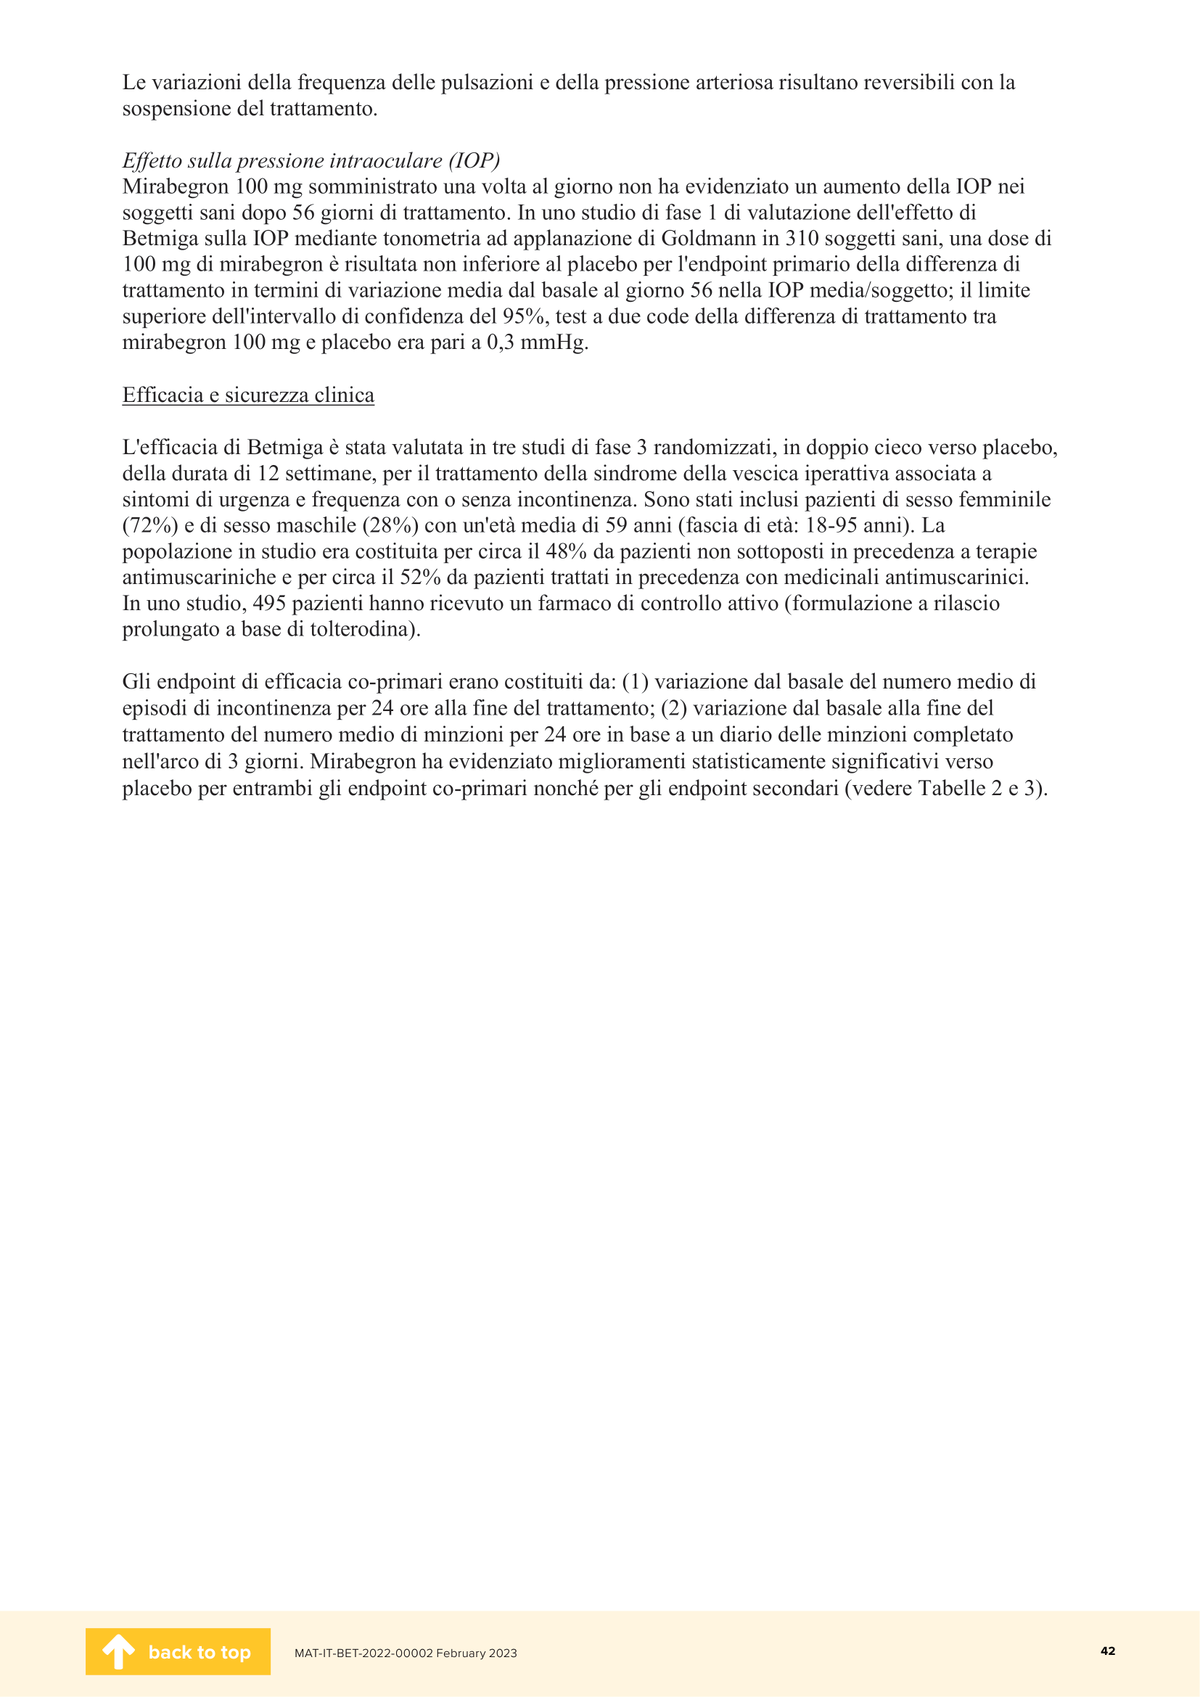 Le variazioni della frequenza delle pulsazioni e della pressione arteriosa risultano reversibili con la
sospensione del trattamento.
Effetto sulla pressione intraoculare (IOP)
Mirabegron 100 mg somministrato una volta al giorno non ha evidenziato un aumento della IOP nei
soggetti sani dopo 56 giorni di trattamento. In uno studio di fase 1 di valutazione dell'effetto di
Betmiga sulla IOP mediante tonometria ad applanazione di Goldmann in 310 soggetti sani, una dose di
100 mg di mirabegron è risultata non inferiore al placebo per l'endpoint primario della differenza di
trattamento in termini di variazione media dal basale al giorno 56 nella IOP media/soggetto; il limite
superiore dell'intervallo di confidenza del 95%, test a due code della differenza di trattamento tra
mirabegron 100 mg e placebo era pari a 0,3 mmHg.
Efficacia e sicurezza clinica
L'efficacia di Betmiga è stata valutata in tre studi di fase 3 randomizzati, in doppio cieco verso placebo,
della durata di 12 settimane, per il trattamento della sindrome della vescica iperattiva associata a
sintomi di urgenza e frequenza con o senza incontinenza. Sono stati inclusi pazienti di sesso femminile
(72%) e di sesso maschile (28%) con un'età media di 59 anni (fascia di età: 18-95 anni). La
popolazione in studio era costituita per circa il 48% da pazienti non sottoposti in precedenza a terapie
antimuscariniche e per circa il 52% da pazienti trattati in precedenza con medicinali antimuscarinici.
In uno studio, 495 pazienti hanno ricevuto un farmaco di controllo attivo (formulazione a rilascio
prolungato a base di tolterodina).
Gli endpoint di efficacia co-primari erano costituiti da: (1) variazione dal basale del numero medio di
episodi di incontinenza per 24 ore alla fine del trattamento; (2) variazione dal basale alla fine del
trattamento del numero medio di minzioni per 24 ore in base a un diario delle minzioni completato
nell'arco di 3 giorni. Mirabegron ha evidenziato miglioramenti statisticamente significativi verso
placebo per entrambi gli endpoint co-primari nonché per gli endpoint secondari (vedere Tabelle 2 e 3).
back to top
MAT-IT-BET-2022-00002 February 2023
42